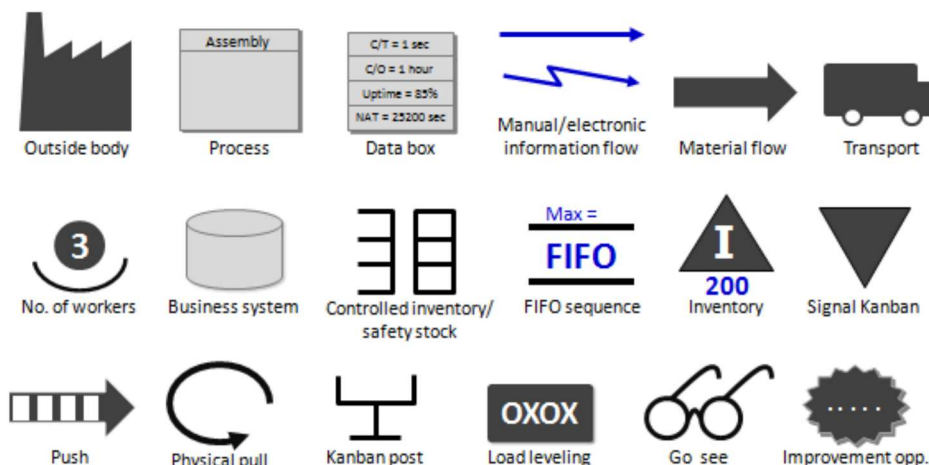 Assembly
C/T = 1 sec
C/O = 1 hour
Uptime = 85%
NAT = 25200 sec
Outside body
Process
Data box
Manual/electronic
information flow
Material flow
Transport
3
Max =
FIFO
I
200
No. of workers
Business system
Controlled inventory/
safety stock
FIFO sequence
Inventory
Signal Kanban
OXOX
.....
Push
Physical pull
Kanban post
Load leveling
Go see
Improvement opp.